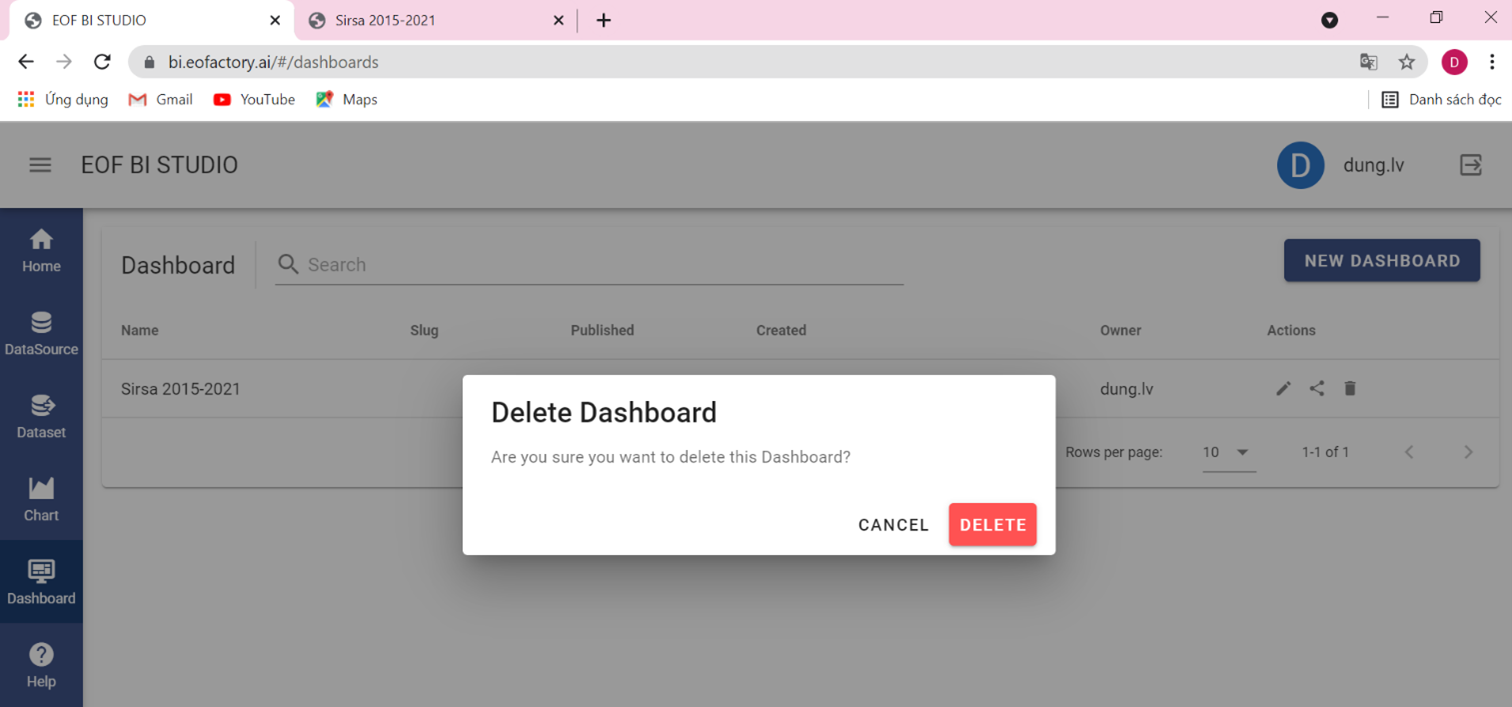 EOF BI STUDIO
Sirsa 2015-2021
bi.eofactory.ai/#/dashboards
D
Ứng dụng Gmail YouTube Maps Danh sách đọc
EOF BI STUDIO
D dung.lv
Home
DataSource
Dataset
Chart
Dashboard
Help
Dashboard Search NEW DASHBOARD
Name Slug Published Created Owner Actions
Sirsa 2015-2021 dung.lv
Rows per page: 10 1-1 of 1
Delete Dashboard
Are you sure you want to delete this Dashboard?
CANCEL DELETE